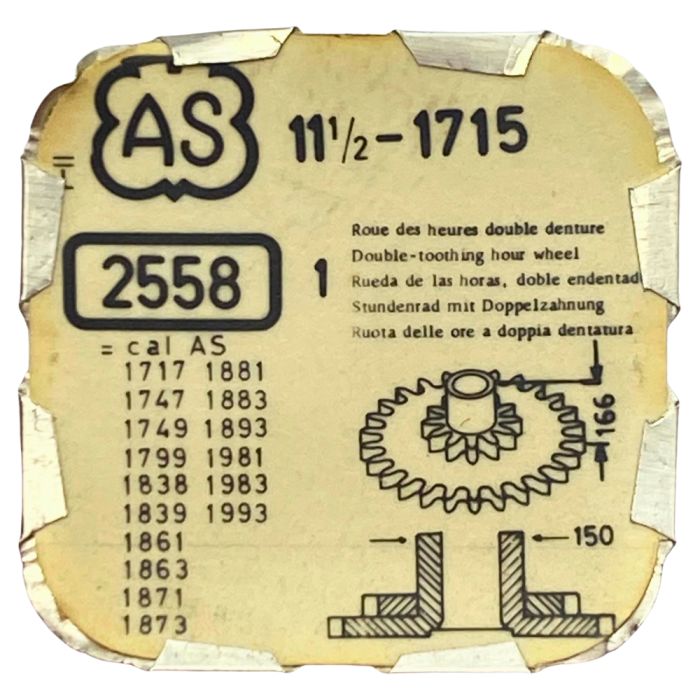 AS
11 1/2 - 1715
2558
1
Roue des heures double denture
Double-toothing hour wheel
Rueda de las horas, doble endentad
Stundenrad mit Doppelzahnung
Ruota delle ore a doppia dentatura
= cal AS
1717 1881
1747 1883
1749 1893
1799 1981
1838 1983
1839 1993
1861
1863
1871
1873
166
150